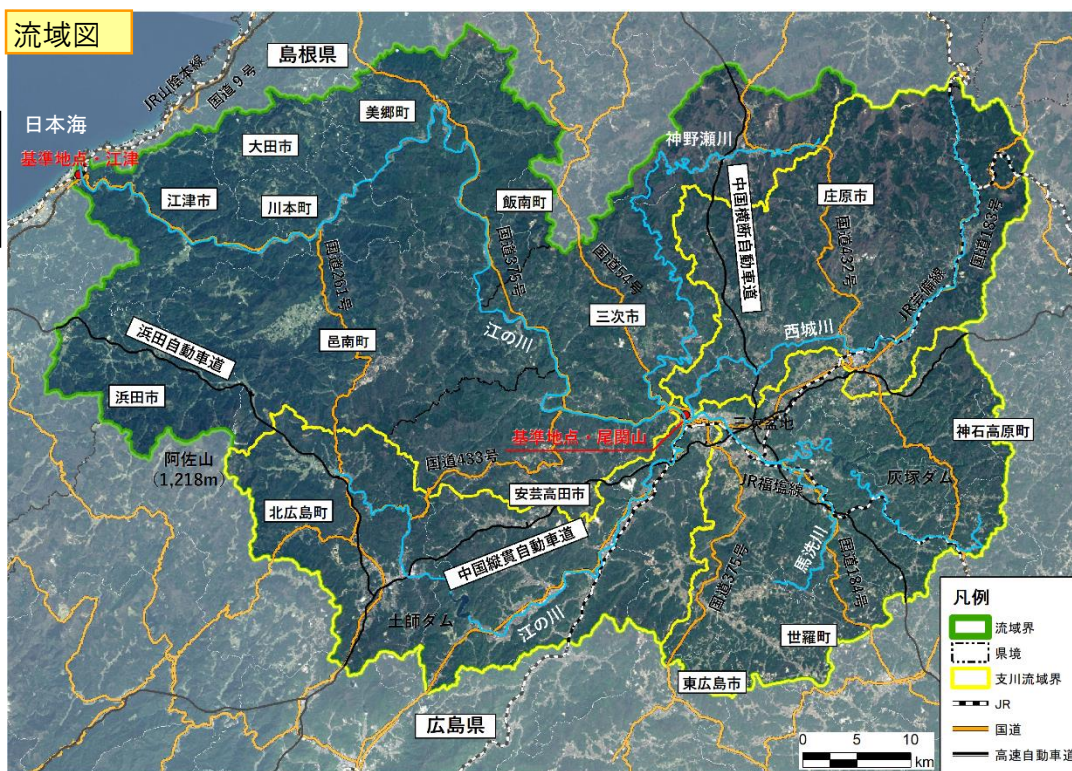 流域図
島根県
JR山陰本線
国道9号
美郷町
日本海
神野瀬川
基準地点・江津
大田市
江津市
川本町
飯南町
庄原市
中国横断自動車道
国道183号
国道375号
国道54号
国道432号
国道261号
JR芸備線
三次市
西城川
江の川
浜田自動車道
邑南町
浜田市
三次盆地
神石高原町
基準地点・尾関山
阿佐山
(1,218m)
国道433号
安芸高田市
JR福塩線
灰塚ダム
北広島町
中国縦貫自動車道
馬洗川
国道375号
国道184号
土師ダム
江の川
世羅町
東広島市
広島県
凡例
流域界
県境
支川流域界
JR
国道
高速自動車道
0 5 10
km